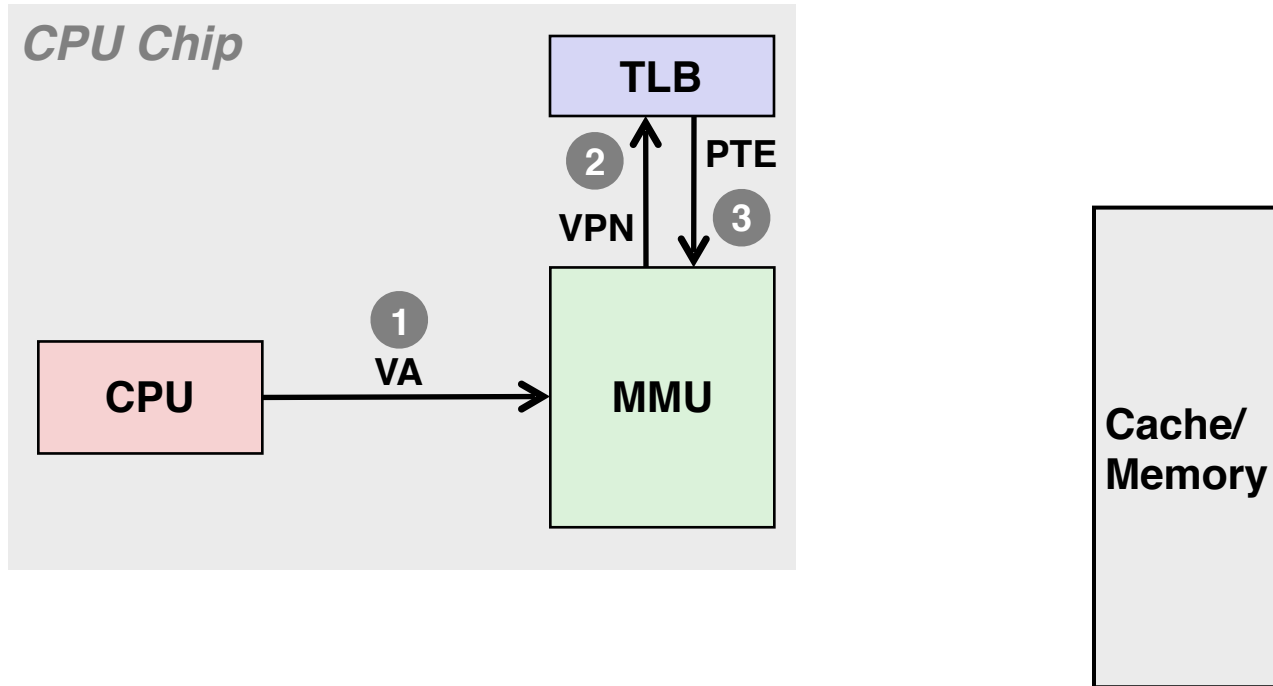 CPU Chip
TLB
2
PTE
VPN
3
1
VA
CPU
MMU
Cache/
Memory